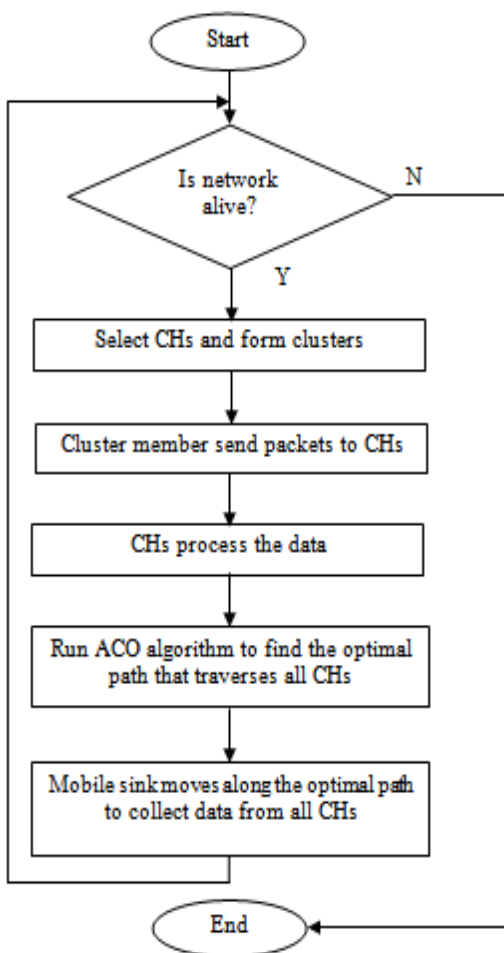 Start
Is network
alive?
N
Y
Select CHs and form clusters
Cluster member send packets to CHs
CHs process the data
Run ACO algorithm to find the optimal
path that traverses all CHs
Mobile sink moves along the optimal path
to collect data from all CHs
End